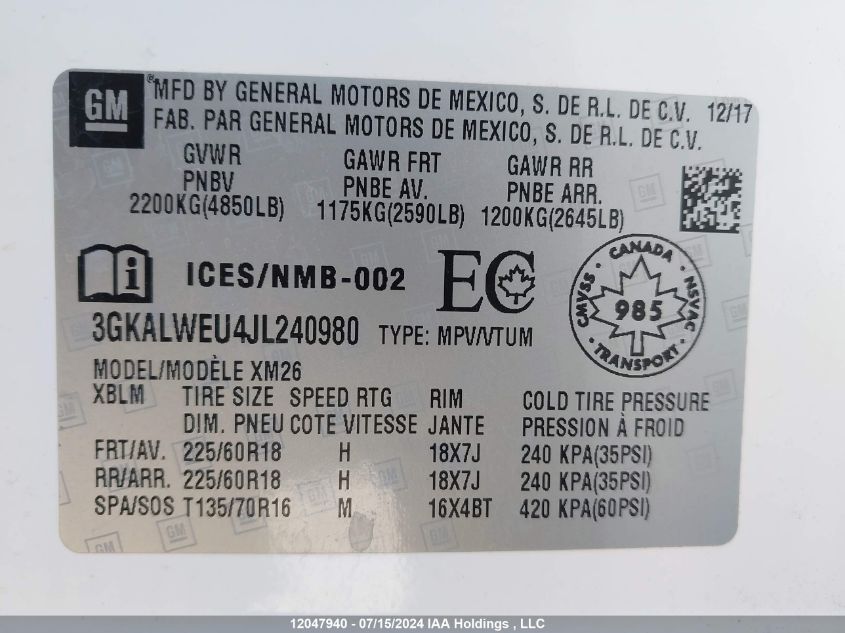 GM ® MFD BY GENERAL MOTORS DE MEXICO, S. DE R.L. DE C.V. 12/17
FAB. PAR GENERAL MOTORS DE MEXICO, S. DE R.L. DE C.V.
GVWR GAWR FRT GAWR RR
PNBV PNBE AV. PNBE ARR.
2200KG(4850LB) 1175KG(2590LB) 1200KG(2645LB)
i ICES/NMB-002 EC
CANADA
CMVSS · NSVAC
985
TRANSPORT
3GKALWEU4JL240980 TYPE: MPV/VTUM
MODEL/MODÈLE XM26
XBLM TIRE SIZE SPEED RTG RIM COLD TIRE PRESSURE
DIM. PNEU COTE VITESSE JANTE PRESSION À FROID
FRT/AV. 225/60R18 H 18X7J 240 KPA(35PSI)
RR/ARR. 225/60R18 H 18X7J 240 KPA(35PSI)
SPA/SOS T135/70R16 M 16X4BT 420 KPA(60PSI)
12047940 - 07/15/2024 IAA Holdings , LLC